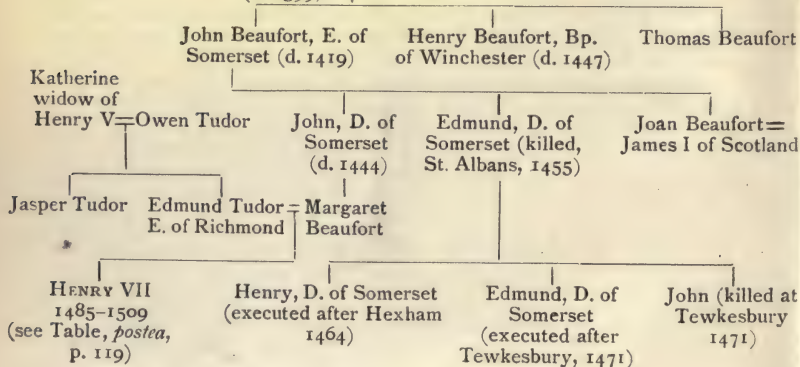 John Beaufort, E. of Somerset (d. 1419)
Henry Beaufort, Bp. of Winchester (d. 1447)
Thomas Beaufort
Katherine
widow of
Henry V=Owen Tudor
John, D. of
Somerset
(d. 1444)
Edmund, D. of
Somerset (killed,
St. Albans, 1455)
Joan Beaufort=
James I of Scotland
Jasper Tudor
Edmund Tudor=
E. of Richmond
Margaret
Beaufort
HENRY VII
1485-1509
(see Table, postea,
p. 119)
Henry, D. of Somerset
(executed after Hexham
1464)
Edmund, D. of
Somerset
(executed after
Tewkesbury, 1471)
John (killed at
Tewkesbury
1471)